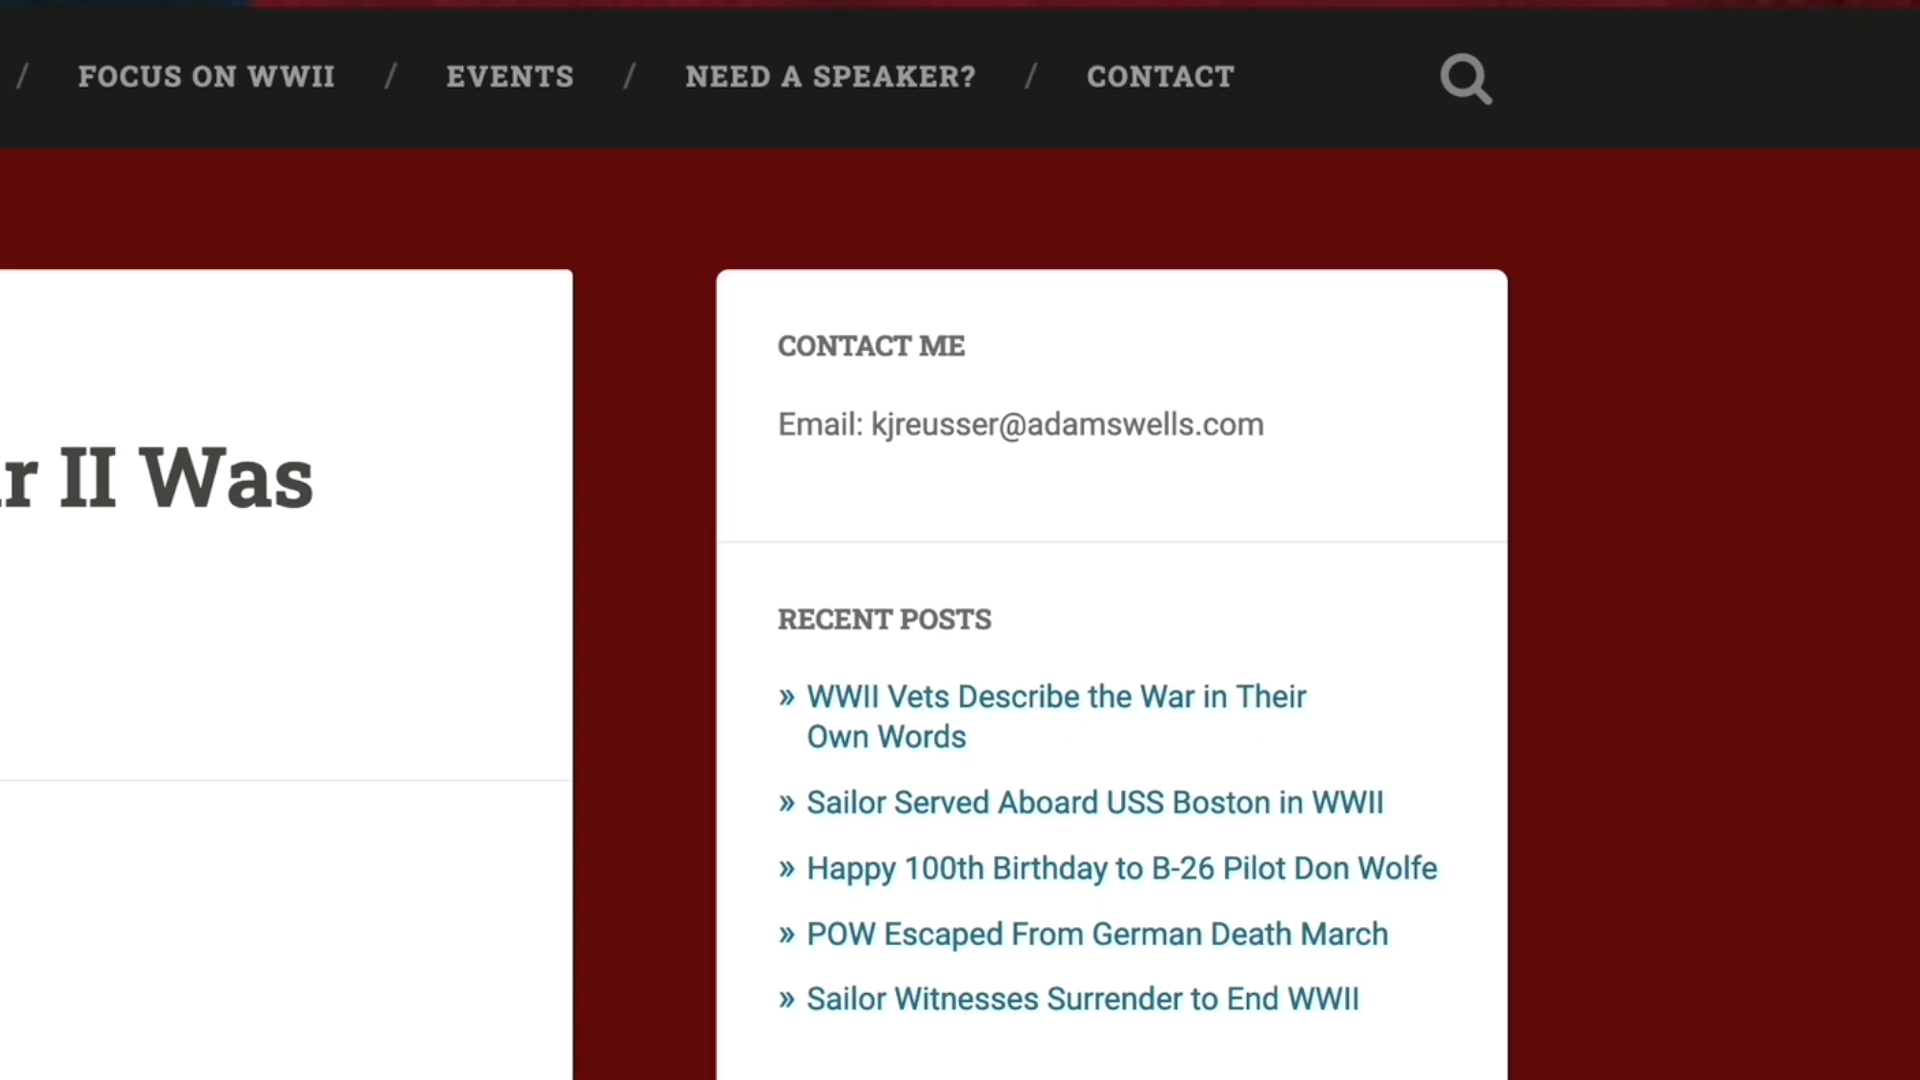 / FOCUS ON WWII / EVENTS / NEED A SPEAKER? / CONTACT
r II Was
CONTACT ME
Email: kjreusser@adamswells.com
RECENT POSTS
» WWII Vets Describe the War in Their
Own Words
» Sailor Served Aboard USS Boston in WWII
» Happy 100th Birthday to B-26 Pilot Don Wolfe
» POW Escaped From German Death March
» Sailor Witnesses Surrender to End WWII